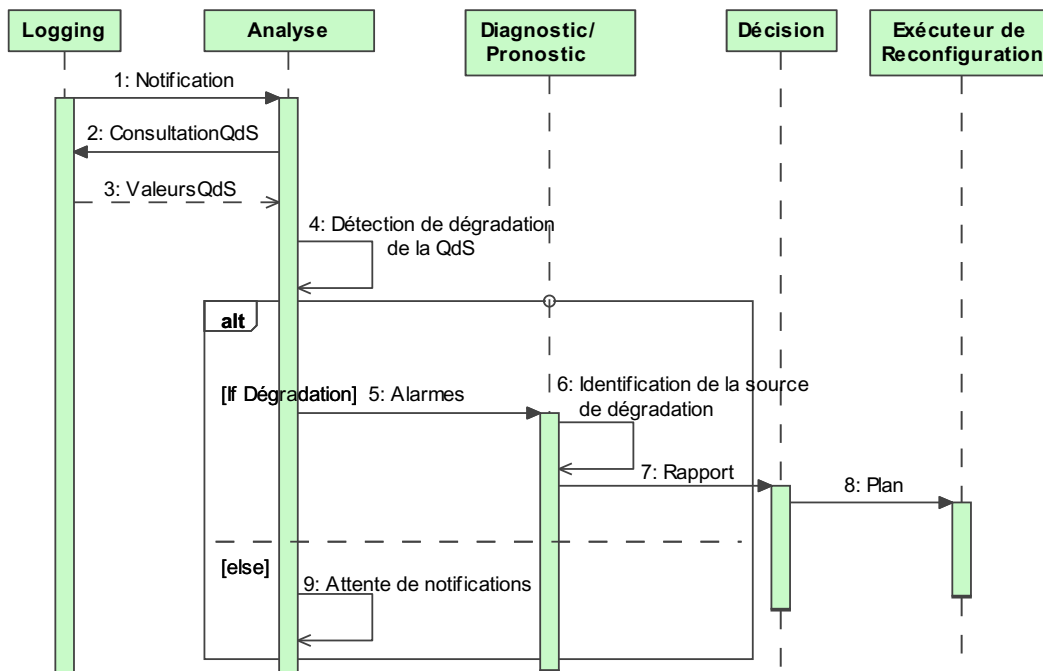 Logging
Analyse
Diagnostic/
Pronostic
Décision
Exécuteur de
Reconfiguration
1: Notification
2: ConsultationQdS
3: ValeursQdS
4: Détection de dégradation
de la QdS
alt
[If Dégradation]
5: Alarmes
6: Identification de la source
de dégradation
7: Rapport
8: Plan
[else]
9: Attente de notifications